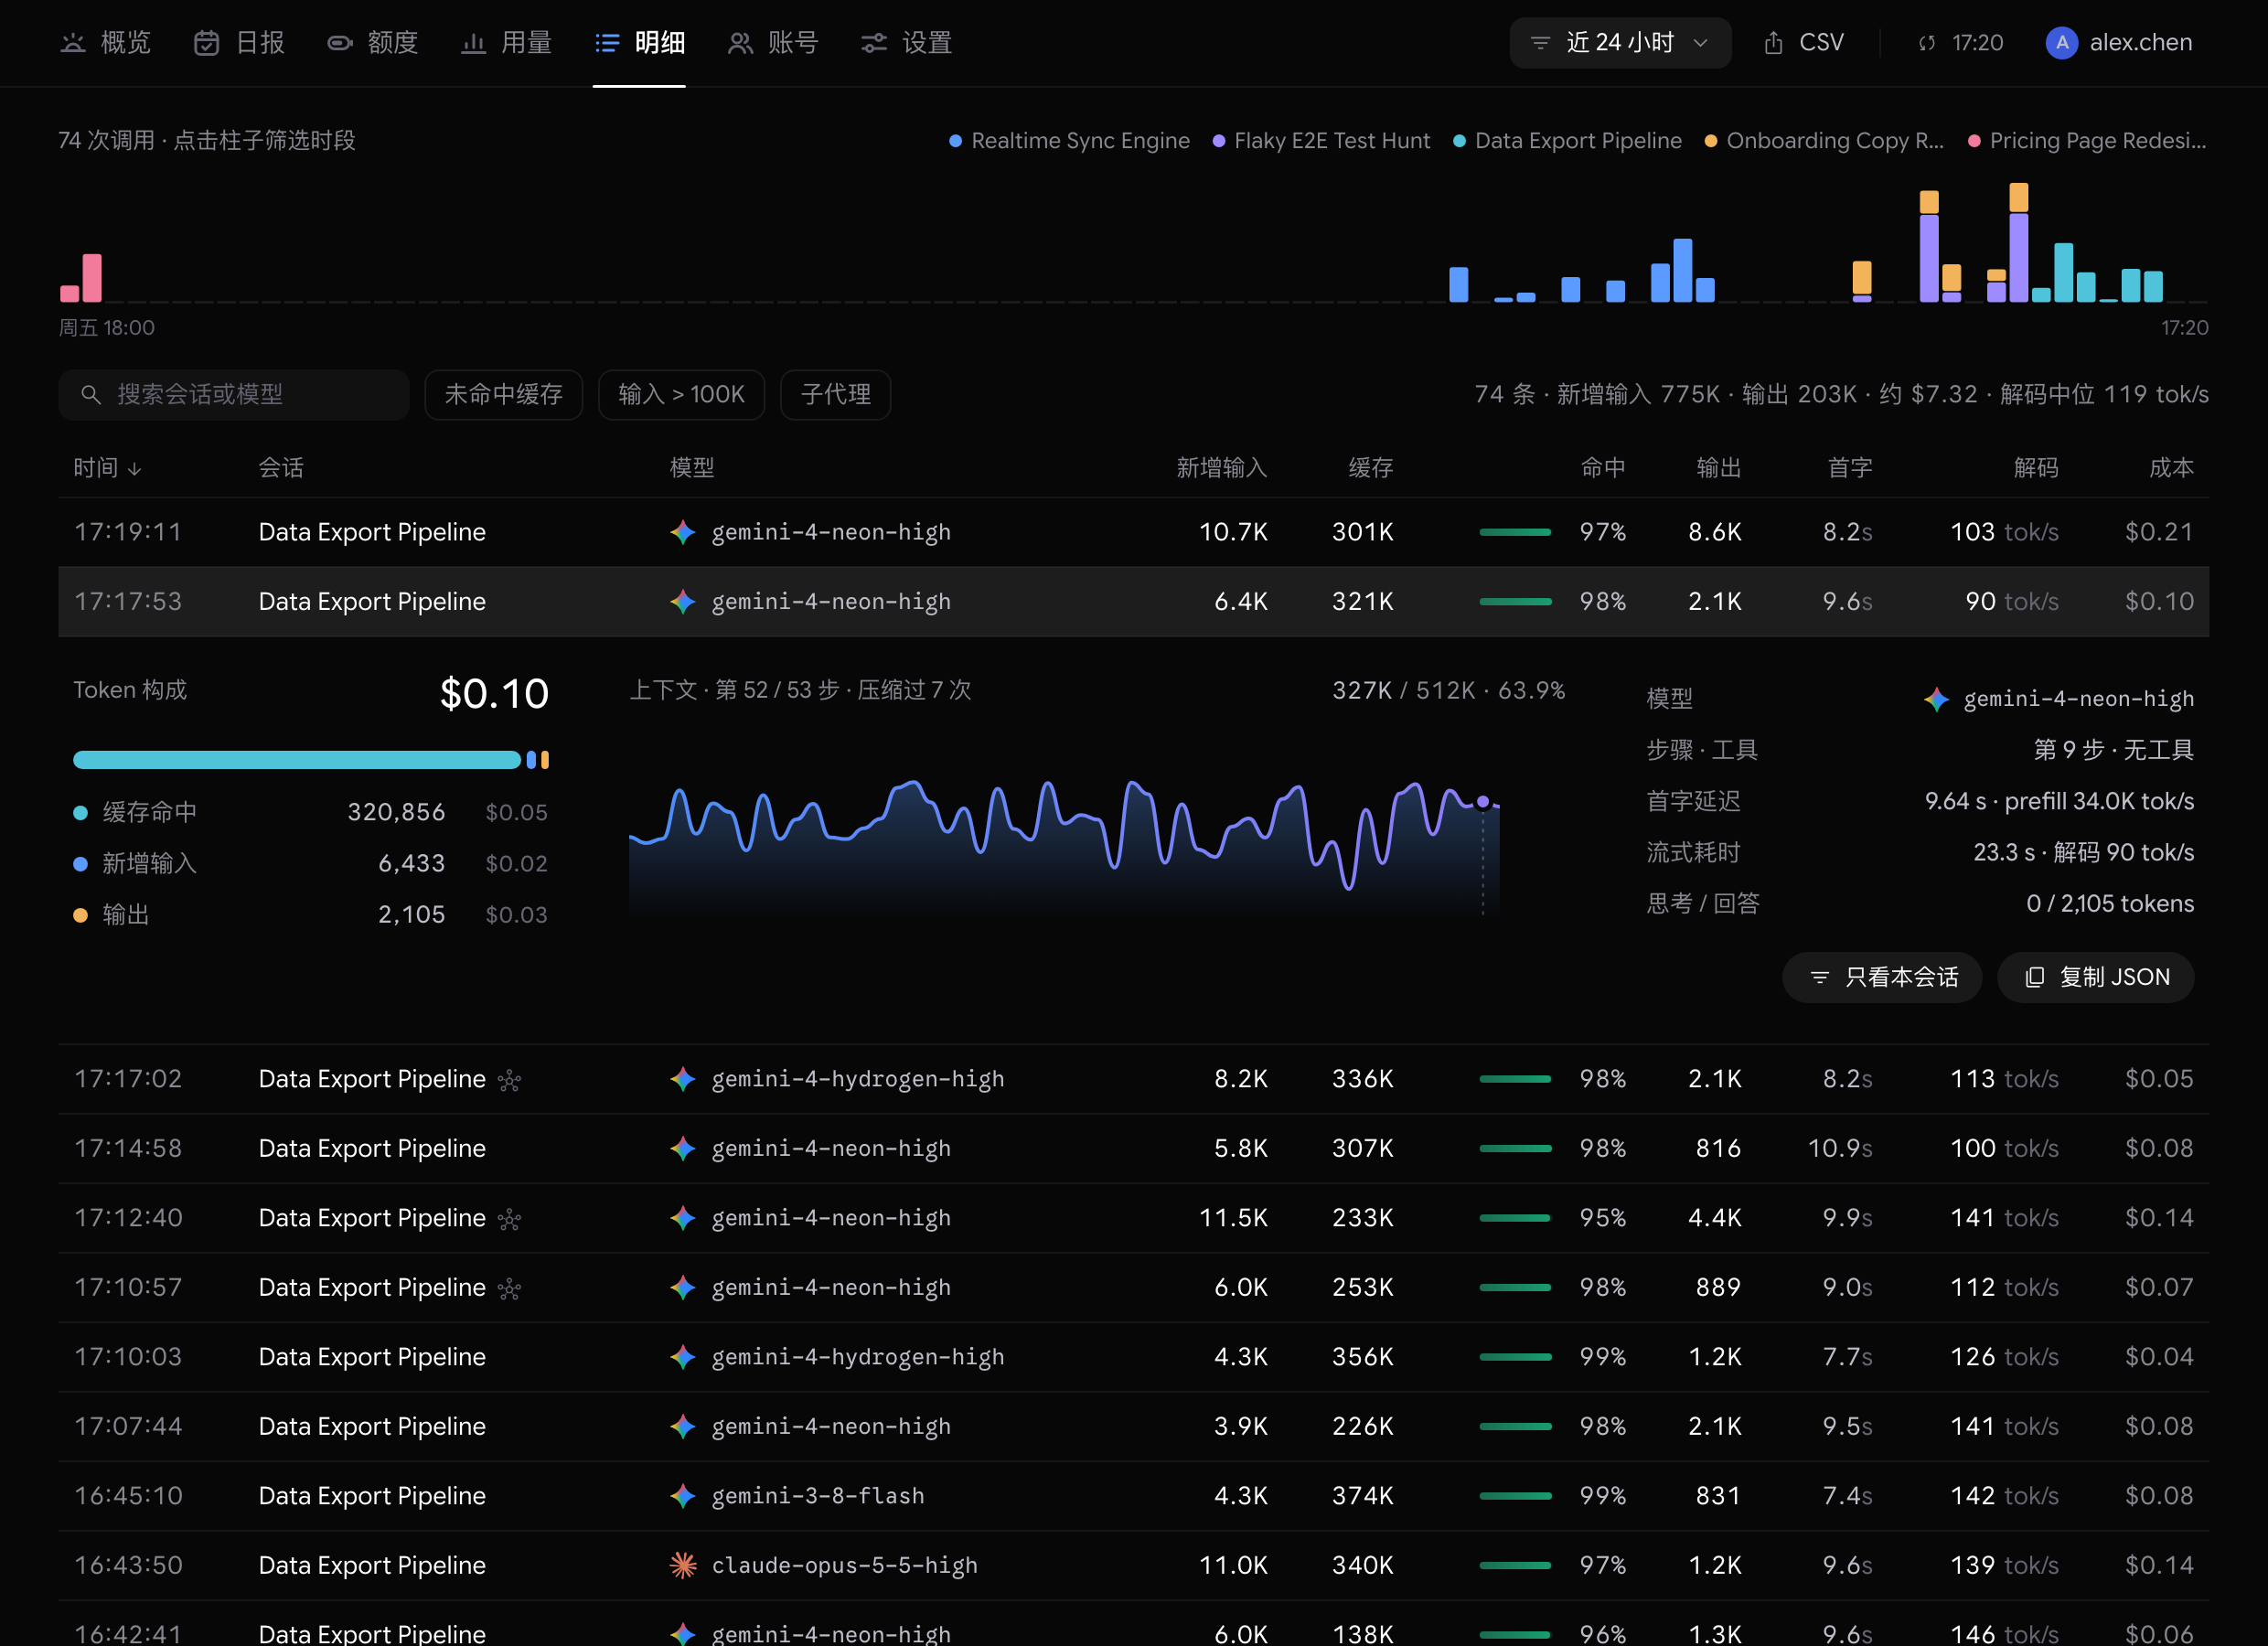 概览 日报 额度 用量 明细 账号 设置 近 24 小时 CSV 17:20 A alex.chen
74 次调用 · 点击柱子筛选时段 Realtime Sync Engine Flaky E2E Test Hunt Data Export Pipeline Onboarding Copy R... Pricing Page Redesi...
周五 18:00 17:20
搜索会话或模型 未命中缓存 输入 > 100K 子代理 74 条 · 新增输入 775K · 输出 203K · 约 $7.32 · 解码中位 119 tok/s
时间 ↓ 会话 模型 新增输入 缓存 命中 输出 首字 解码 成本
17:19:11 Data Export Pipeline gemini-4-neon-high 10.7K 301K 97% 8.6K 8.2s 103 tok/s $0.21
17:17:53 Data Export Pipeline gemini-4-neon-high 6.4K 321K 98% 2.1K 9.6s 90 tok/s $0.10
Token 构成 $0.10
缓存命中 320,856 $0.05
新增输入 6,433 $0.02
输出 2,105 $0.03
上下文 · 第 52 / 53 步 · 压缩过 7 次 327K / 512K · 63.9%
模型 gemini-4-neon-high
步骤 · 工具 第 9 步 · 无工具
首字延迟 9.64 s · prefill 34.0K tok/s
流式耗时 23.3 s · 解码 90 tok/s
思考 / 回答 0 / 2,105 tokens
只看本会话 复制 JSON
17:17:02 Data Export Pipeline gemini-4-hydrogen-high 8.2K 336K 98% 2.1K 8.2s 113 tok/s $0.05
17:14:58 Data Export Pipeline gemini-4-neon-high 5.8K 307K 98% 816 10.9s 100 tok/s $0.08
17:12:40 Data Export Pipeline gemini-4-neon-high 11.5K 233K 95% 4.4K 9.9s 141 tok/s $0.14
17:10:57 Data Export Pipeline gemini-4-neon-high 6.0K 253K 98% 889 9.0s 112 tok/s $0.07
17:10:03 Data Export Pipeline gemini-4-hydrogen-high 4.3K 356K 99% 1.2K 7.7s 126 tok/s $0.04
17:07:44 Data Export Pipeline gemini-4-neon-high 3.9K 226K 98% 2.1K 9.5s 141 tok/s $0.08
16:45:10 Data Export Pipeline gemini-3-8-flash 4.3K 374K 99% 831 7.4s 142 tok/s $0.08
16:43:50 Data Export Pipeline claude-opus-5-5-high 11.0K 340K 97% 1.2K 9.6s 139 tok/s $0.14
16:42:41 Data Export Pipeline gemini-4-neon-high 6.0K 138K 96% 1.3K 9.6s 146 tok/s $0.06